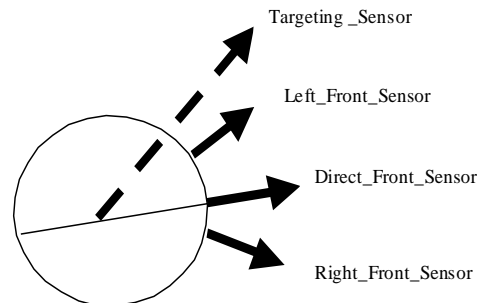 Targeting _Sensor
Left_Front_Sensor
Direct_Front_Sensor
Right_Front_Sensor